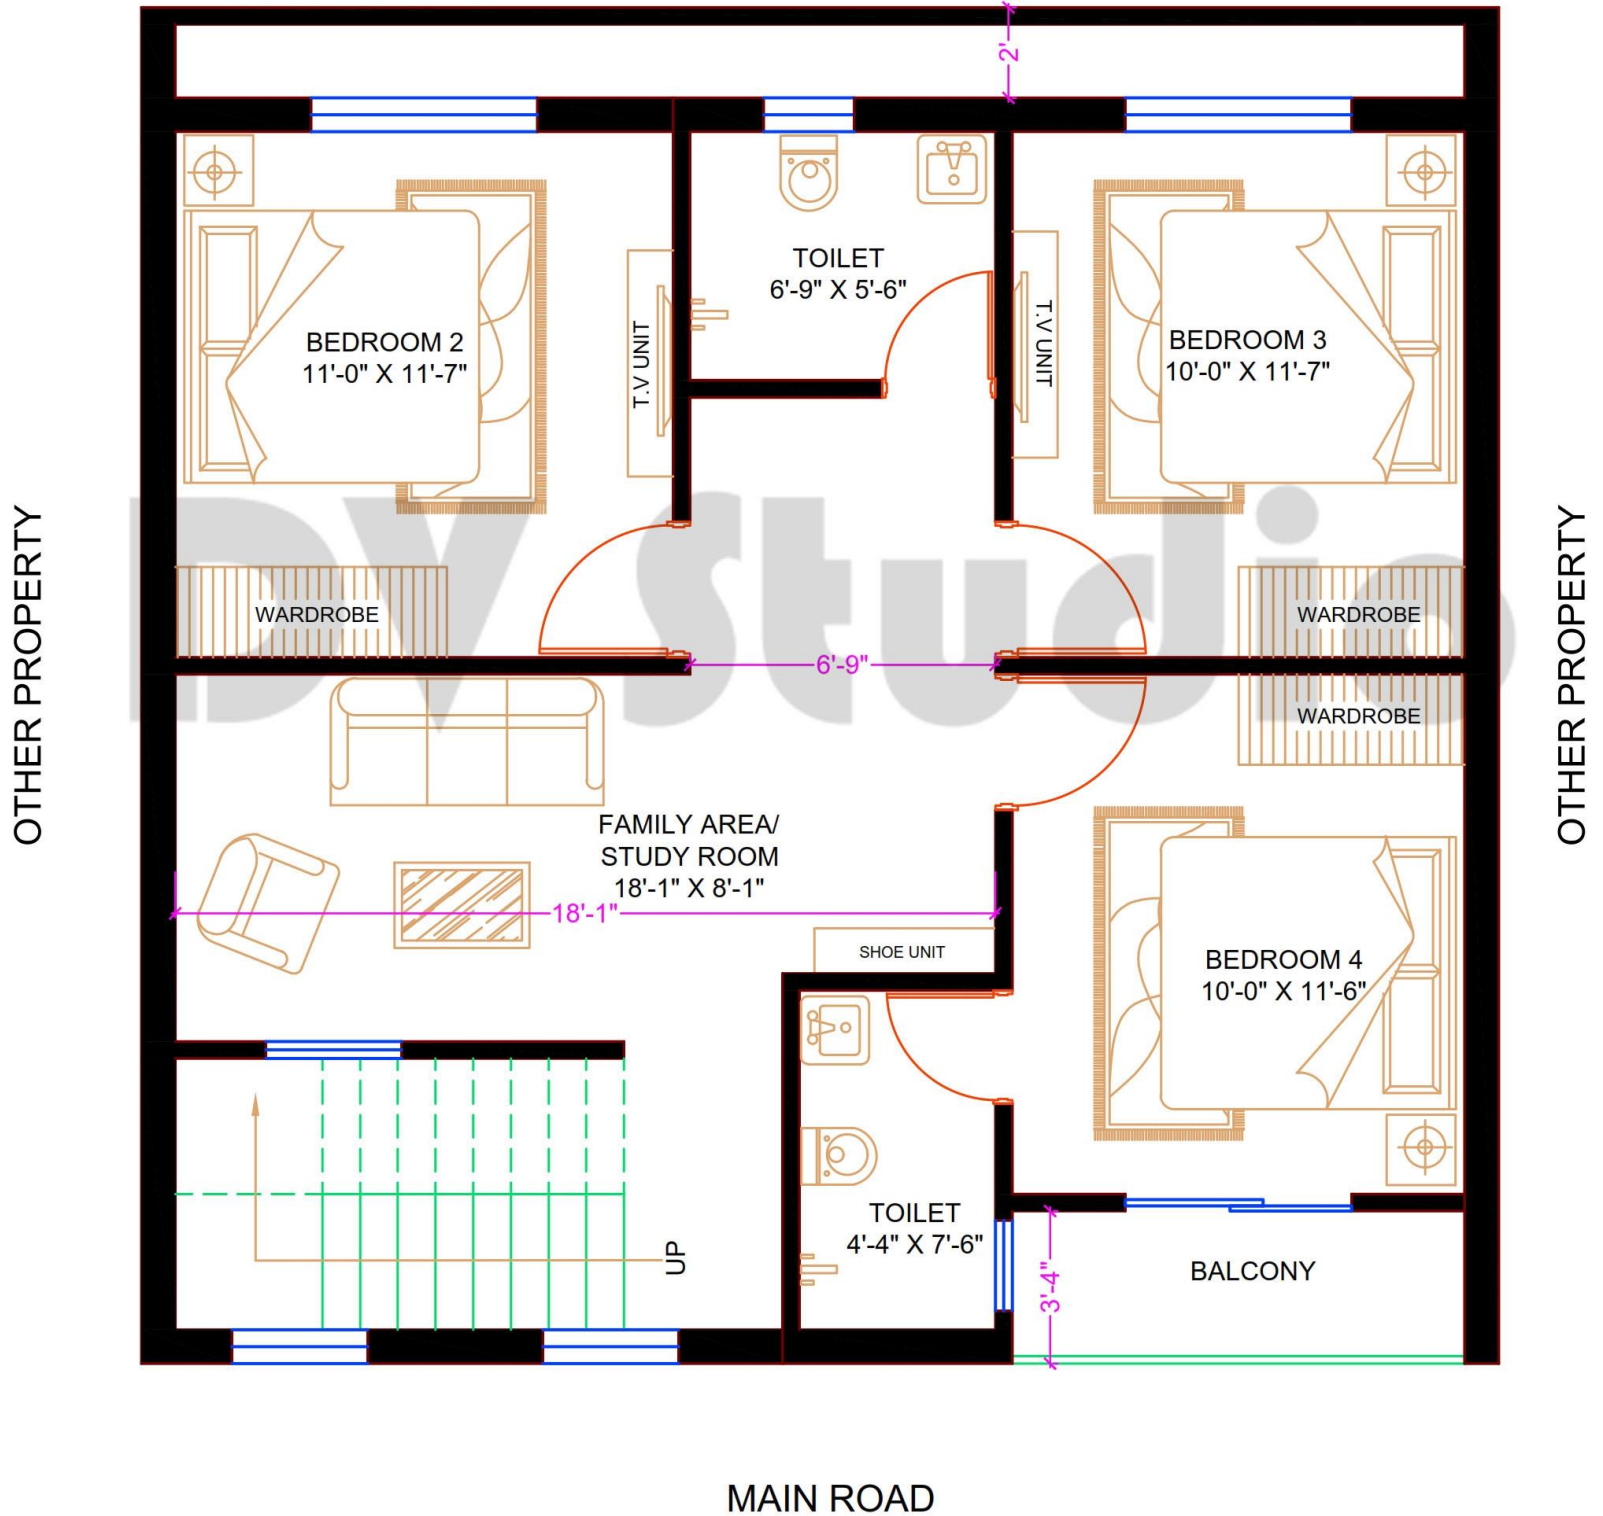 2'
TOILET
6'-9" X 5'-6"
BEDROOM 2
11'-0" X 11'-7"
T.V UNIT
T.V UNIT
BEDROOM 3
10'-0" X 11'-7"
DV Studio
OTHER PROPERTY
OTHER PROPERTY
WARDROBE
WARDROBE
6'-9"
WARDROBE
FAMILY AREA/
STUDY ROOM
18'-1" X 8'-1"
18'-1"
SHOE UNIT
BEDROOM 4
10'-0" X 11'-6"
TOILET
4'-4" X 7'-6"
UP
3'-4"
BALCONY
MAIN ROAD